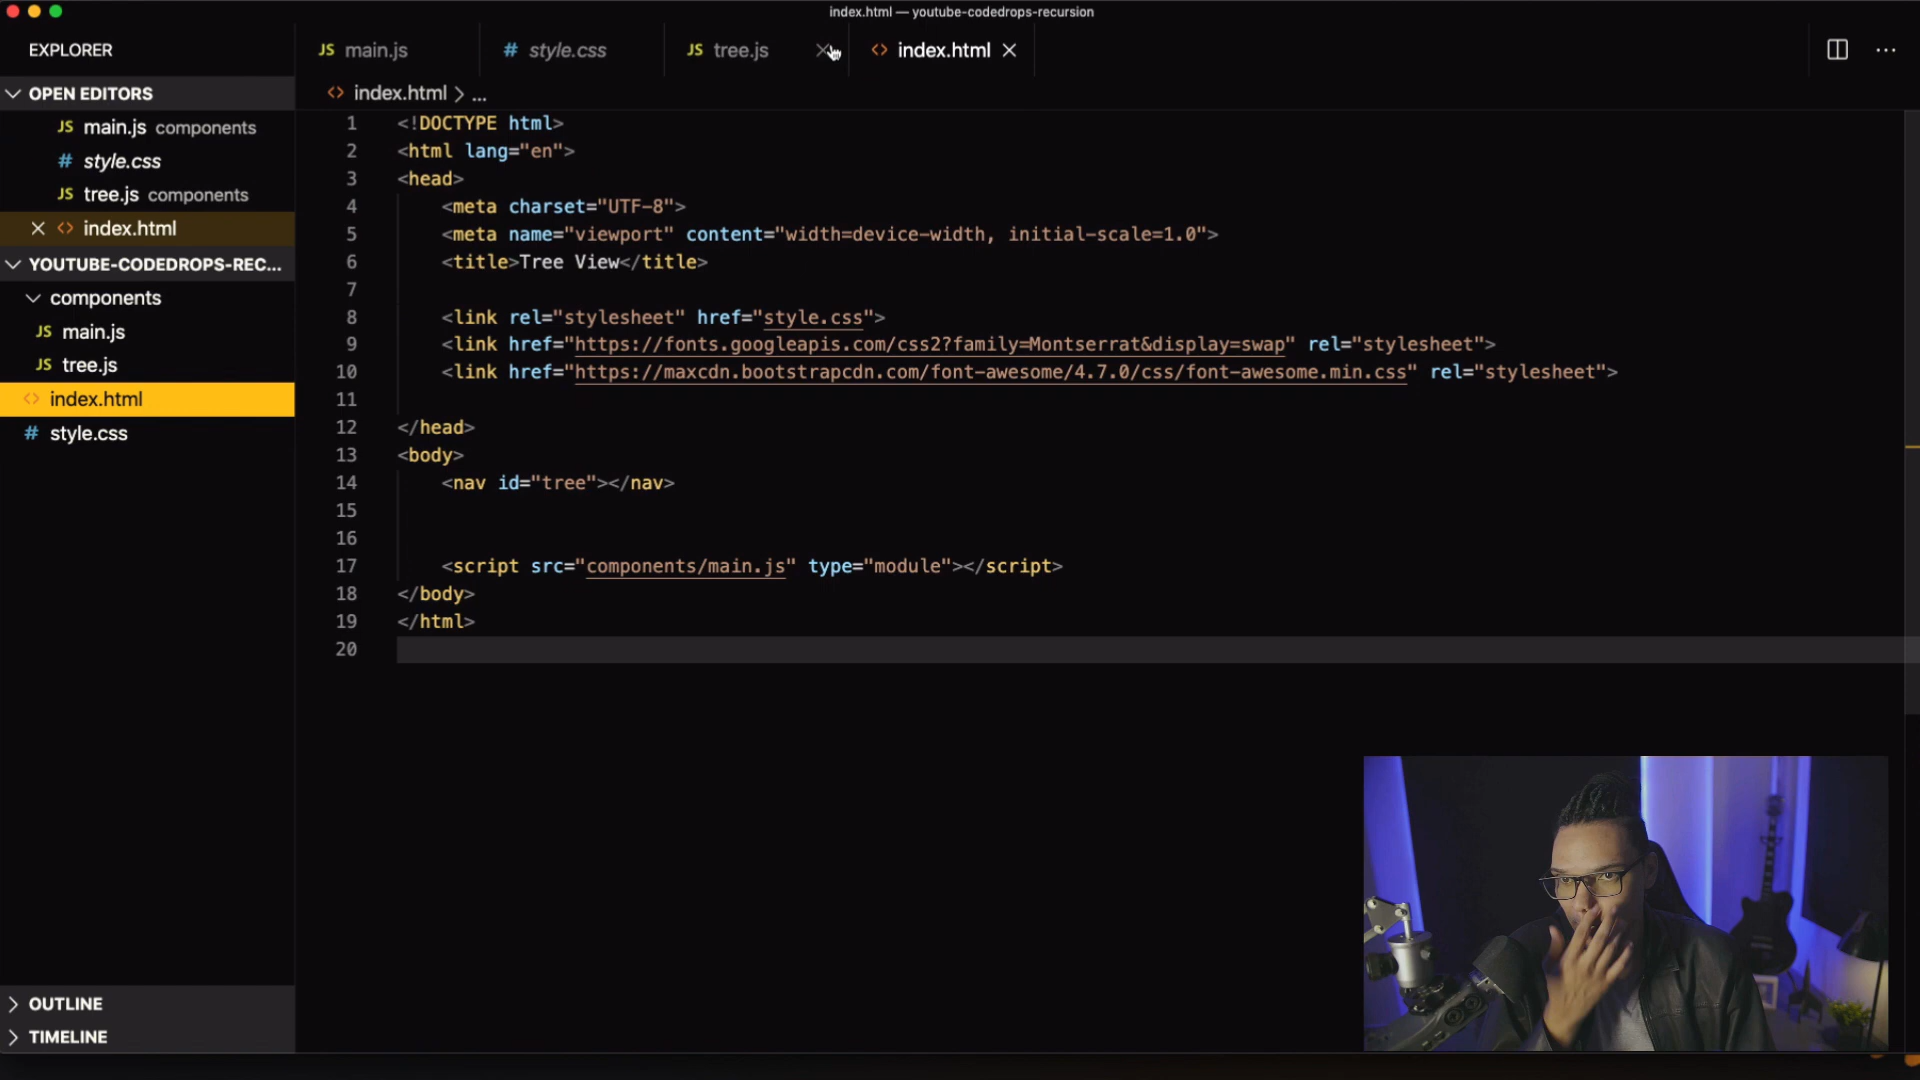 index.html — youtube-codedrops-recursion
EXPLORER
OPEN EDITORS
JS main.js components
# style.css
JS tree.js components
index.html
YOUTUBE-CODEDROPS-REC...
components
JS main.js
JS tree.js
index.html
# style.css
OUTLINE
TIMELINE
JS main.js
# style.css
JS tree.js
<> index.html
<> index.html > ...
1 <!DOCTYPE html>
2 <html lang="en">
3 <head>
4 <meta charset="UTF-8">
5 <meta name="viewport" content="width=device-width, initial-scale=1.0">
6 <title>Tree View</title>
7
8 <link rel="stylesheet" href="style.css">
9 <link href="https://fonts.googleapis.com/css2?family=Montserrat&display=swap" rel="stylesheet">
10 <link href="https://maxcdn.bootstrapcdn.com/font-awesome/4.7.0/css/font-awesome.min.css" rel="stylesheet">
11
12 </head>
13 <body>
14 <nav id="tree"></nav>
15
16
17 <script src="components/main.js" type="module"></script>
18 </body>
19 </html>
20